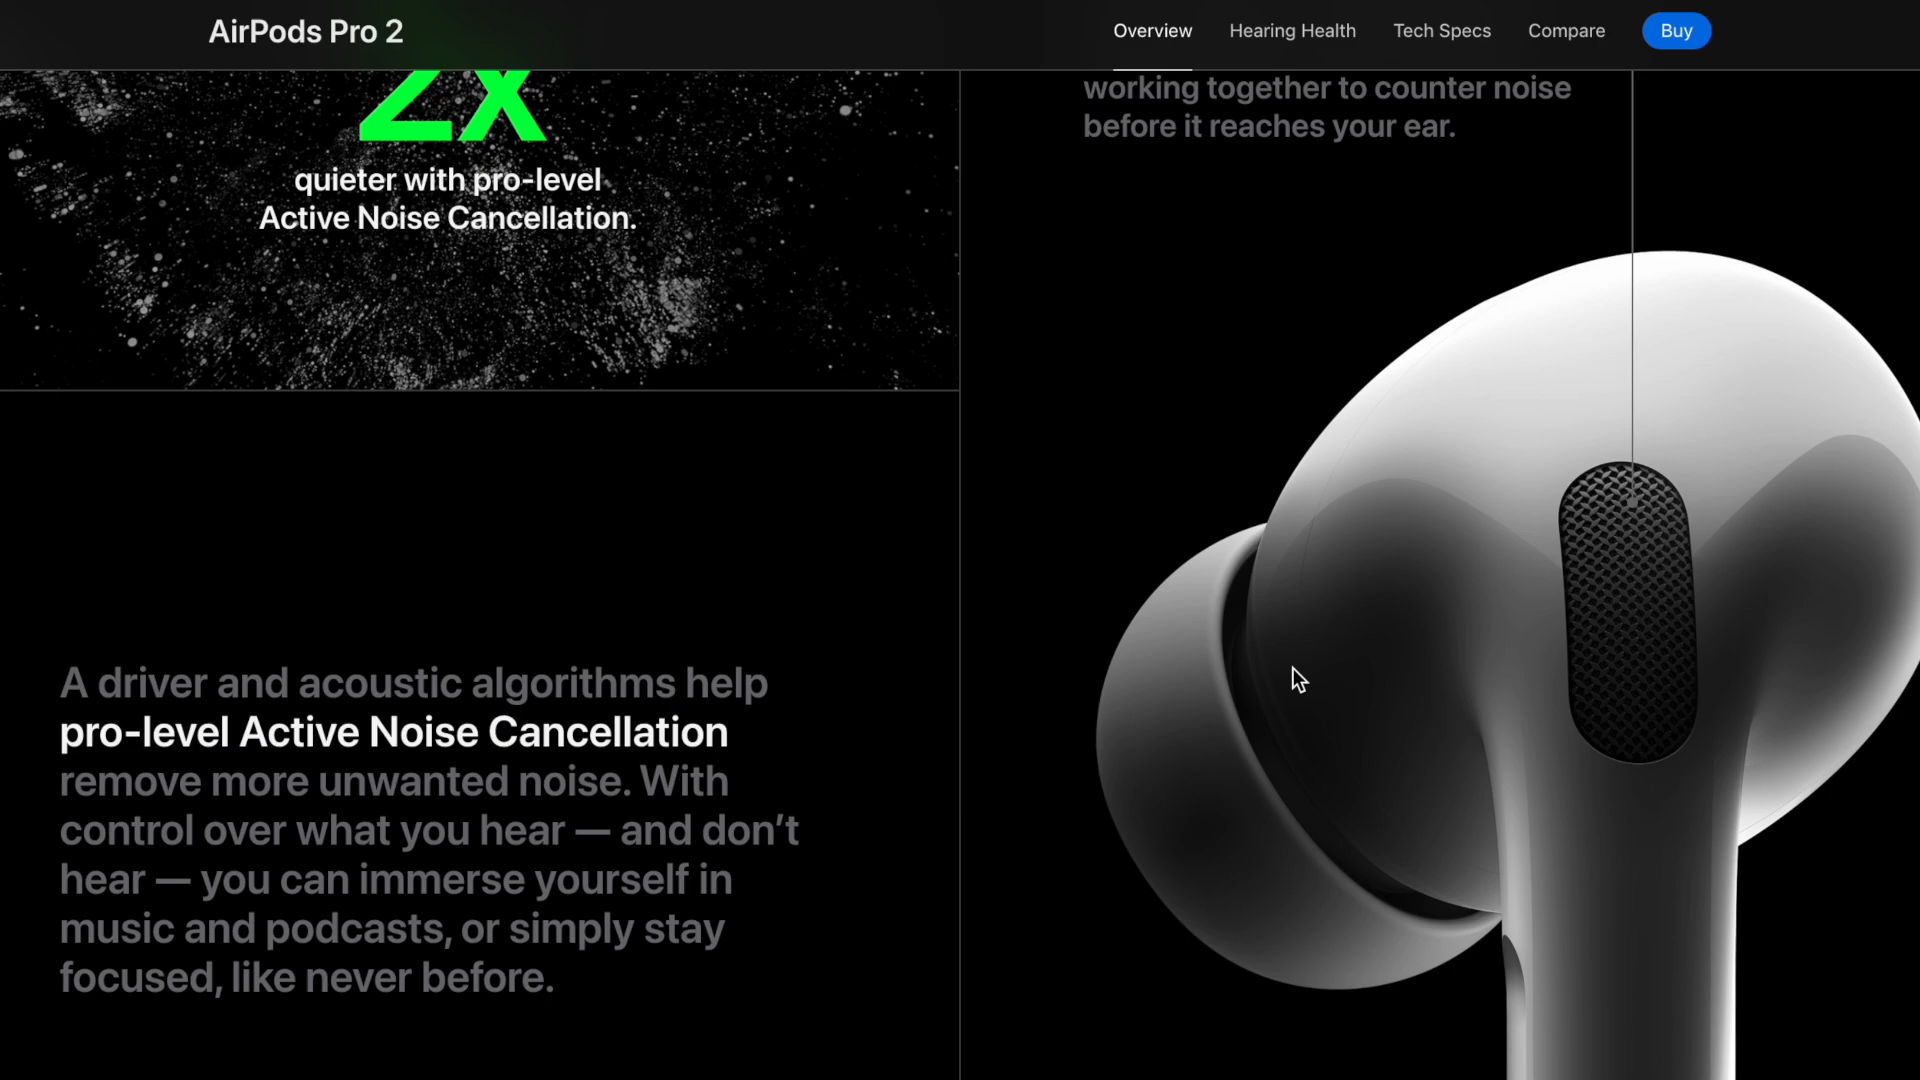 AirPods Pro 2
Overview
Hearing Health
Tech Specs
Compare
Buy
2x
quieter with pro-level
Active Noise Cancellation.
working together to counter noise
before it reaches your ear.
A driver and acoustic algorithms help
pro-level Active Noise Cancellation
remove more unwanted noise. With
control over what you hear — and don’t
hear — you can immerse yourself in
music and podcasts, or simply stay
focused, like never before.